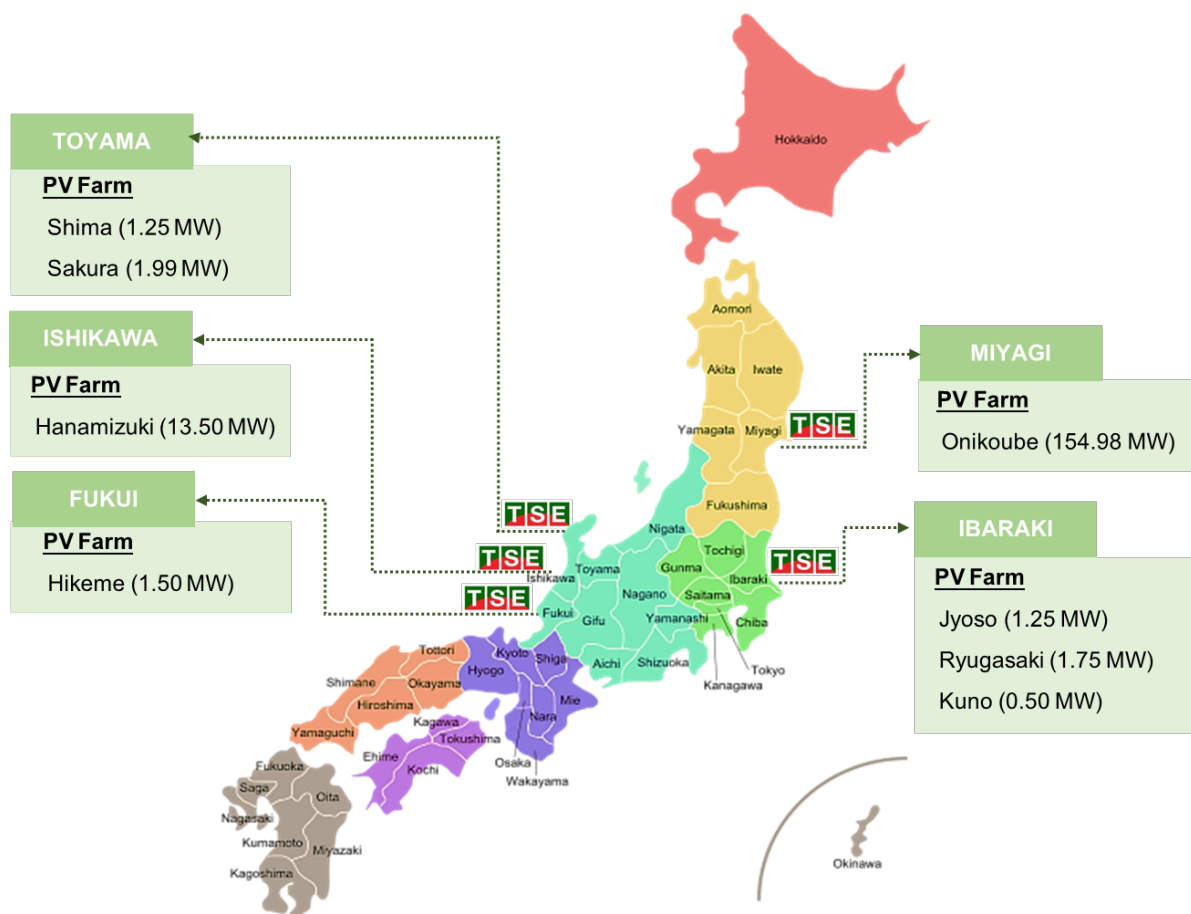 TOYAMA
PV Farm
Shima (1.25 MW)
Sakura (1.99 MW)
ISHIKAWA
PV Farm
Hanamizuki (13.50 MW)
FUKUI
PV Farm
Hikeme (1.50 MW)
MIYAGI
PV Farm
Onikoube (154.98 MW)
IBARAKI
PV Farm
Jyoso (1.25 MW)
Ryugasaki (1.75 MW)
Kuno (0.50 MW)
Hokkaido
Aomori
Akita
Iwate
Yamagata
Miyagi
TSE
Fukushima
TSE
Nigata
TSE
Tochigi
Gunma
TSE
Ishikawa
Toyama
Ibaraki
TSE
Nagano
Saitama
Fukui
Gifu
Yamanashi
Chiba
Tokyo
Kanagawa
Aichi
Shizuoka
Tottori
Kyoto
Shiga
Hyogo
Shimane
Okayama
Hiroshima
Mie
Nara
Yamaguchi
Kagawa
Tokushima
Ehime
Kochi
Osaka
Wakayama
Fukuoka
Saga
Oita
Nagasaki
Kumamoto
Miyazaki
Kagoshima
Okinawa